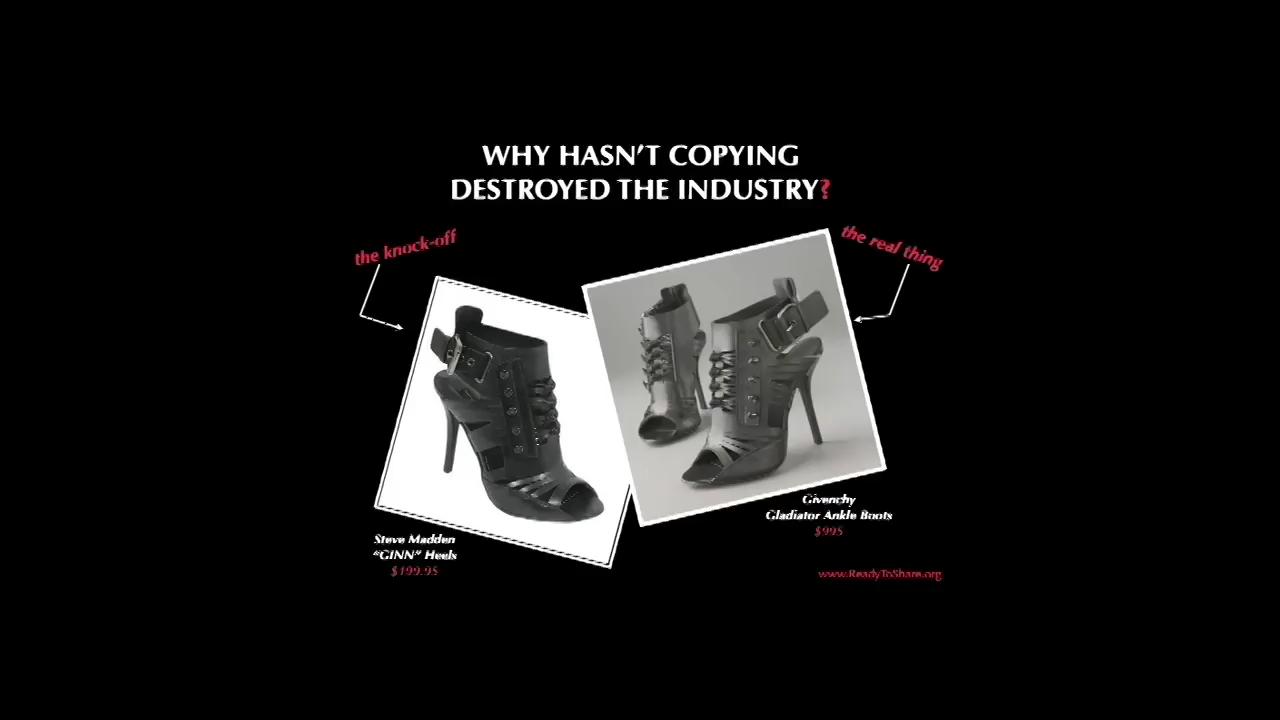 WHY HASN'T COPYING
DESTROYED THE INDUSTRY?
the knock-off
the real thing
Givenchy
Gladiator Ankle Boots
$995
Steve Madden
"GINN" Heels
$199.95
www.ReadyToShare.org